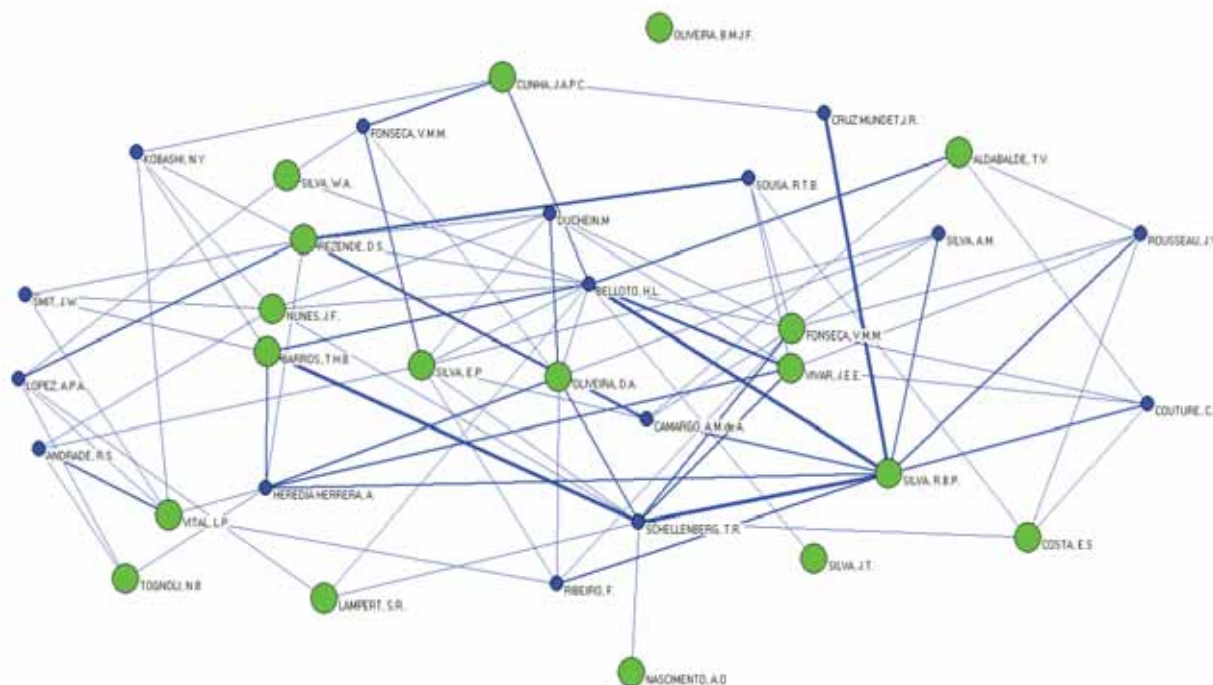 OLIVEIRA, B.M.J.F.
CUNHA, J.A.P.C.
CRUZ MUNDET, J.R.
FONSECA, V.M.M.
KOBASHI, N.Y.
ALDABALDE, T.V.
SILVA, W.A.
SOUSA, R.T.B.
DUCHEIN, M
SILVA, A.M.
ROUSSEAU, J.Y.
REZENDE, D.S.
BELLOTO, H.L.
SMIT, J.W.
NUNES, J.F.
FONSECA, V.M.M.
BARROS, T.H.B.
SILVA, E.P.
OLIVEIRA, D.A.
VIVAR, J.E.E.
LOPEZ, A.P.A.
COUTURE, C.
CAMARGO, A.M.de A.
ANDRADE, R.S.
SILVA, R.B.P.
HEREDIA HERRERA, A.
VITAL, L.P.
SCHELLENBERG, T.R.
COSTA, E.S
SILVA, J.T.
TOGNOLI, N.B
RIBEIRO, F.
LAMPERT, S.R.
NASCIMENTO, A.O